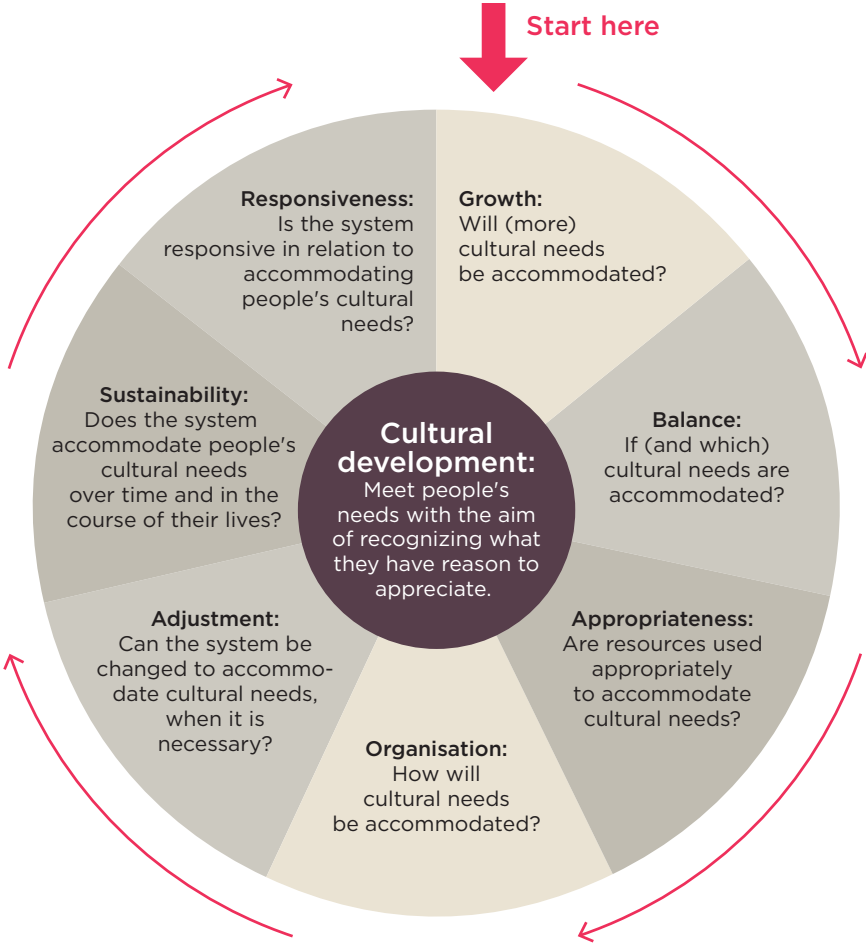 Start here
Growth:
Will (more)
cultural needs
be accommodated?
Balance:
If (and which)
cultural needs are
accommodated?
Appropriateness:
Are resources used
appropriately
to accommodate
cultural needs?
Organisation:
How will
cultural needs
be accommodated?
Adjustment:
Can the system be
changed to accommo-
date cultural needs,
when it is
necessary?
Sustainability:
Does the system
accommodate people's
cultural needs
over time and in the
course of their lives?
Responsiveness:
Is the system
responsive in relation to
accommodating
people's cultural
needs?
Cultural
development:
Meet people's
needs with the aim
of recognizing what
they have reason to
appreciate.